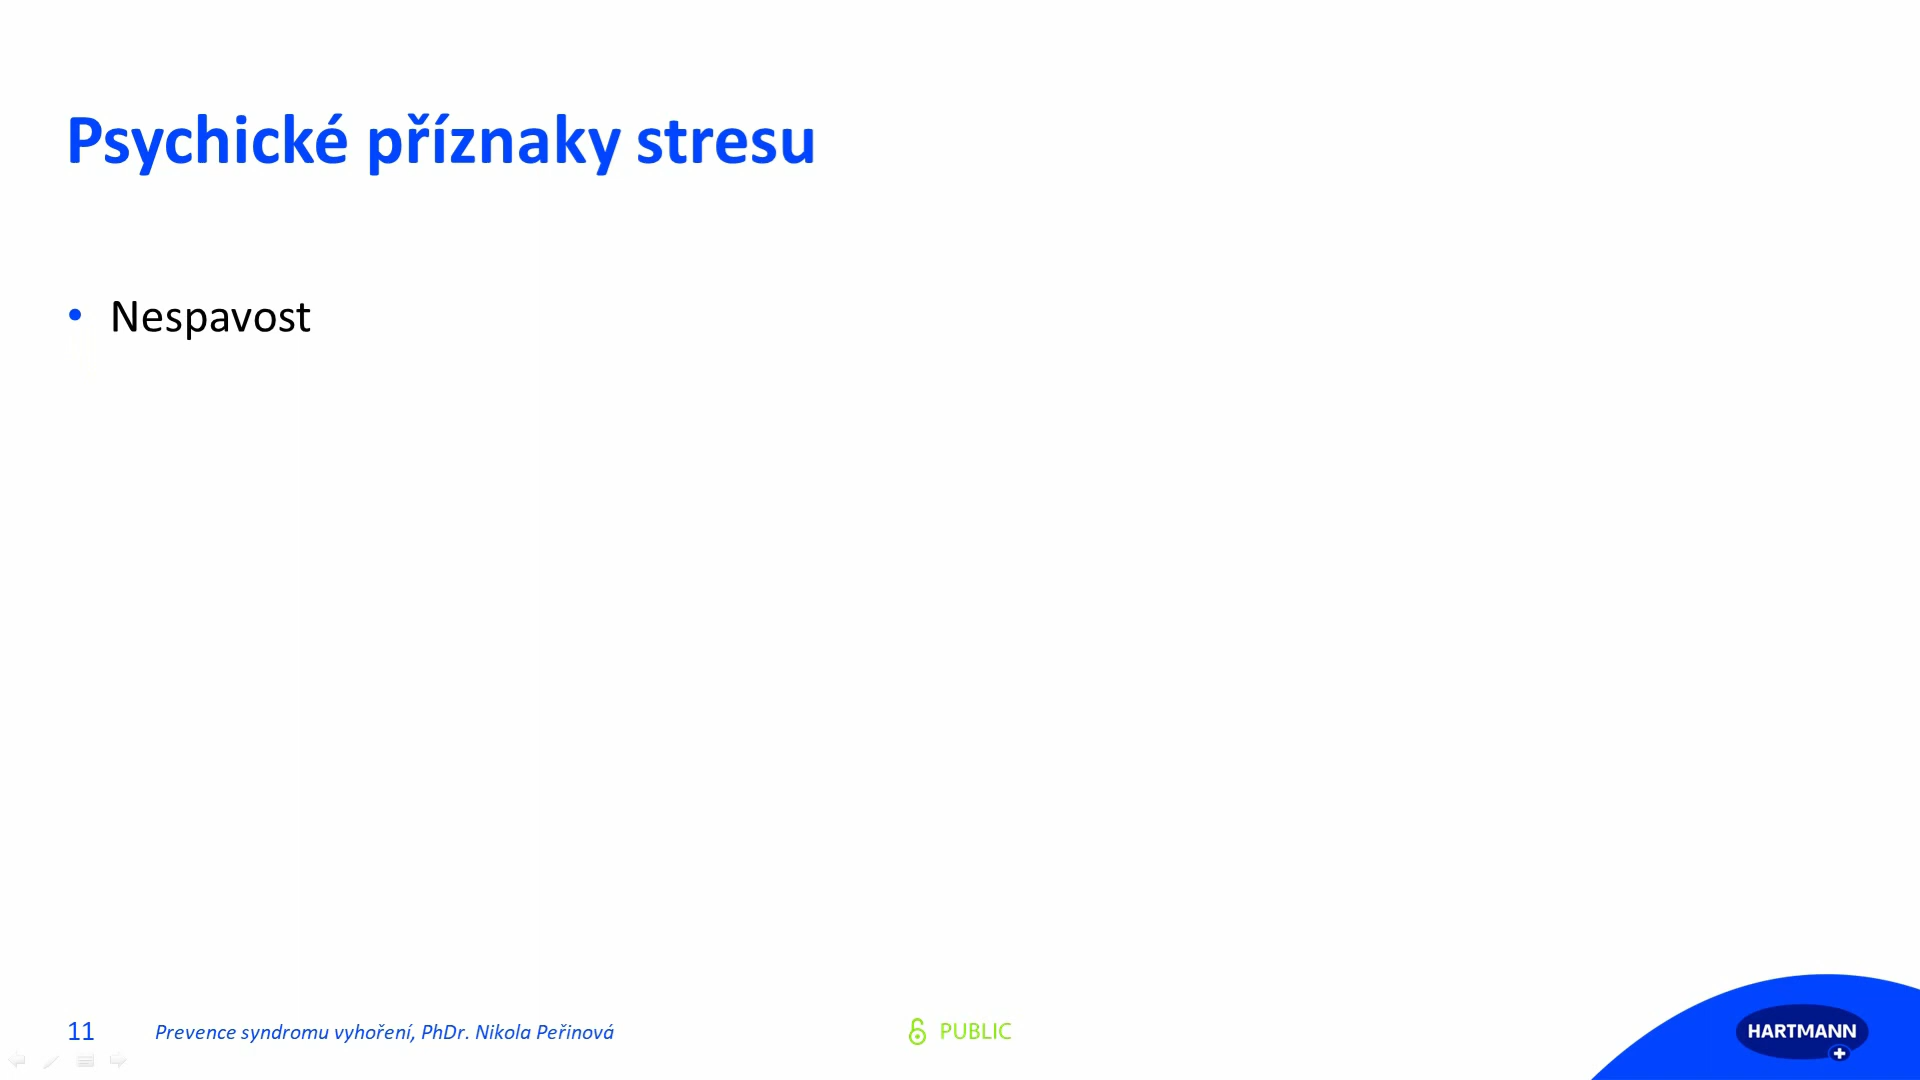 Psychické příznaky stresu
• Nespavost
11 Prevence syndromu vyhoření, PhDr. Nikola Peřinová PUBLIC HARTMANN